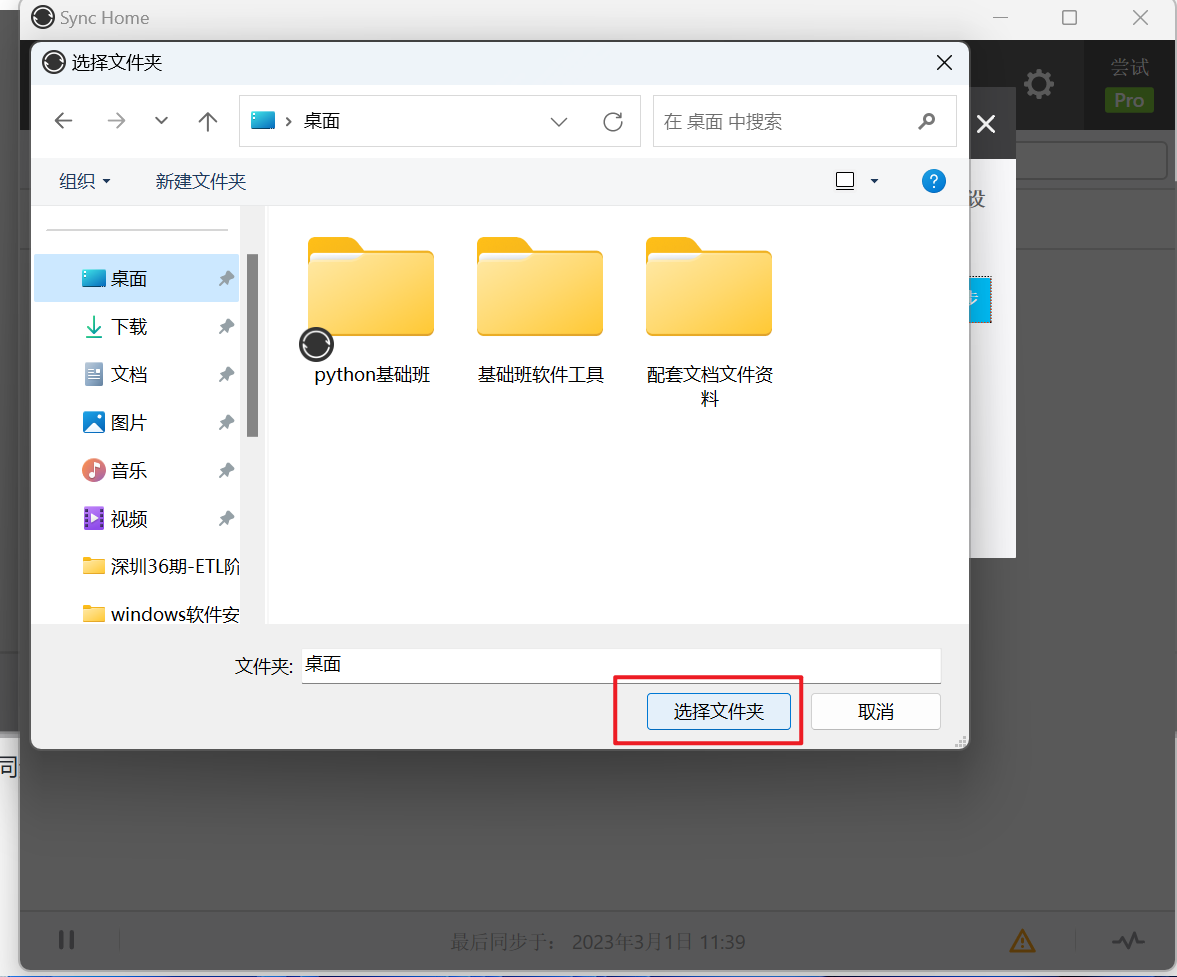 Sync Home
选择文件夹
尝试
Pro
桌面
在 桌面 中搜索
组织
新建文件夹
设
步
桌面
下载
文档
图片
音乐
视频
深圳36期-ETL阶
windows软件安
python基础班
基础班软件工具
配套文档文件资
料
文件夹:
桌面
选择文件夹
取消
同
最后同步于： 2023年3月1日 11:39